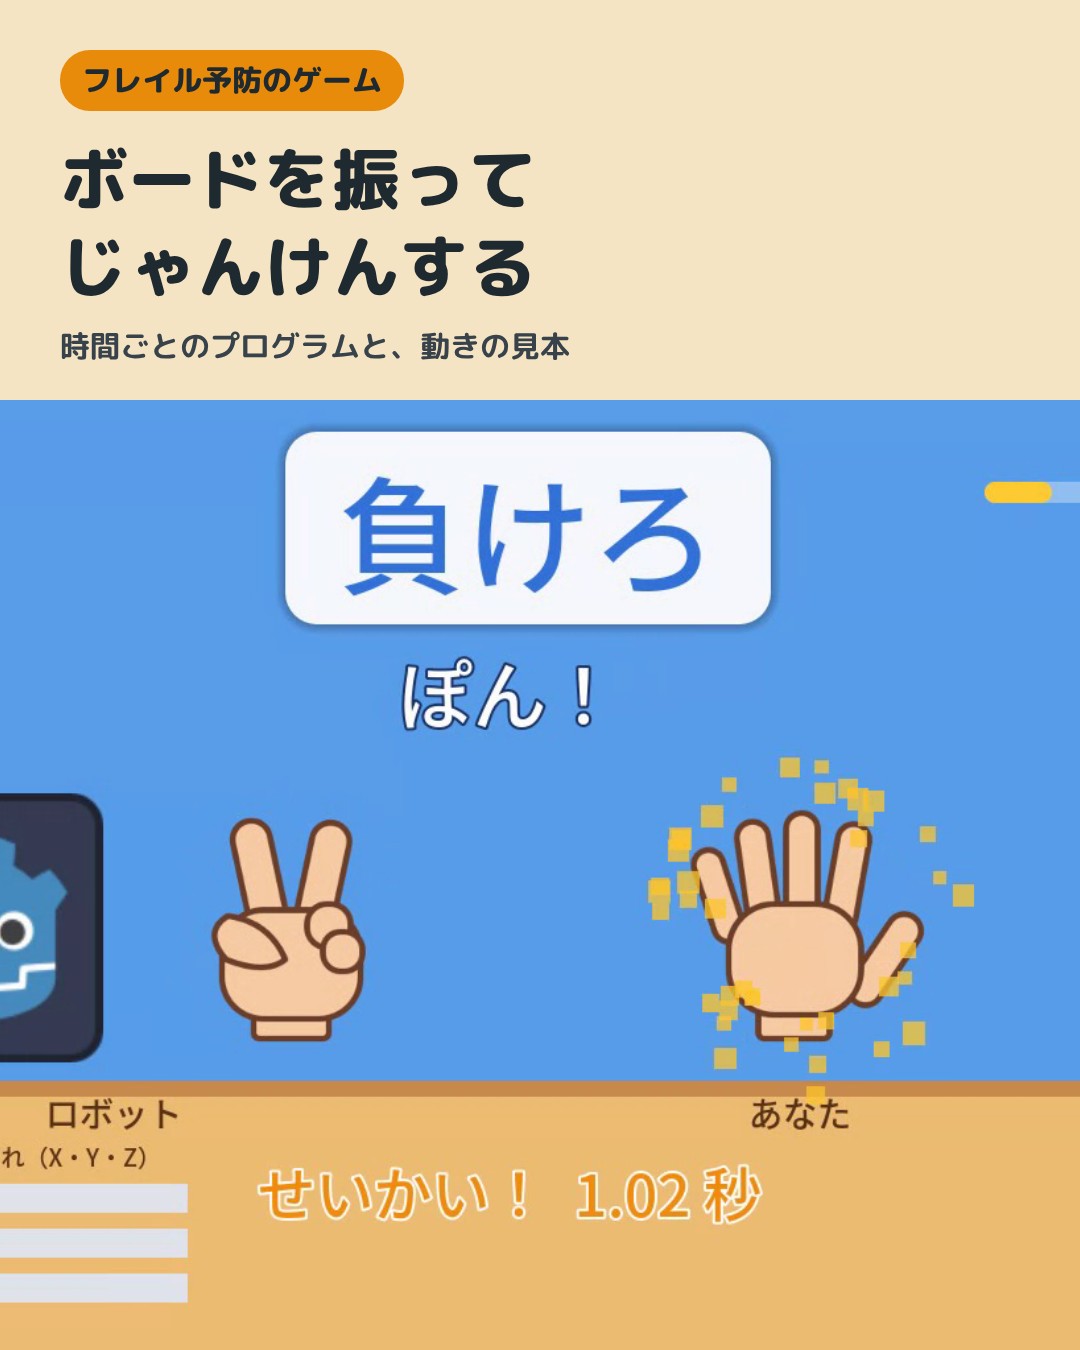 フレイル予防のゲーム
ボードを振って
じゃんけんする
時間ごとのプログラムと、動きの見本
負けろ
ぽん！
ロボット
あなた
れ（X・Y・Z）
せいかい！ 1.02 秒